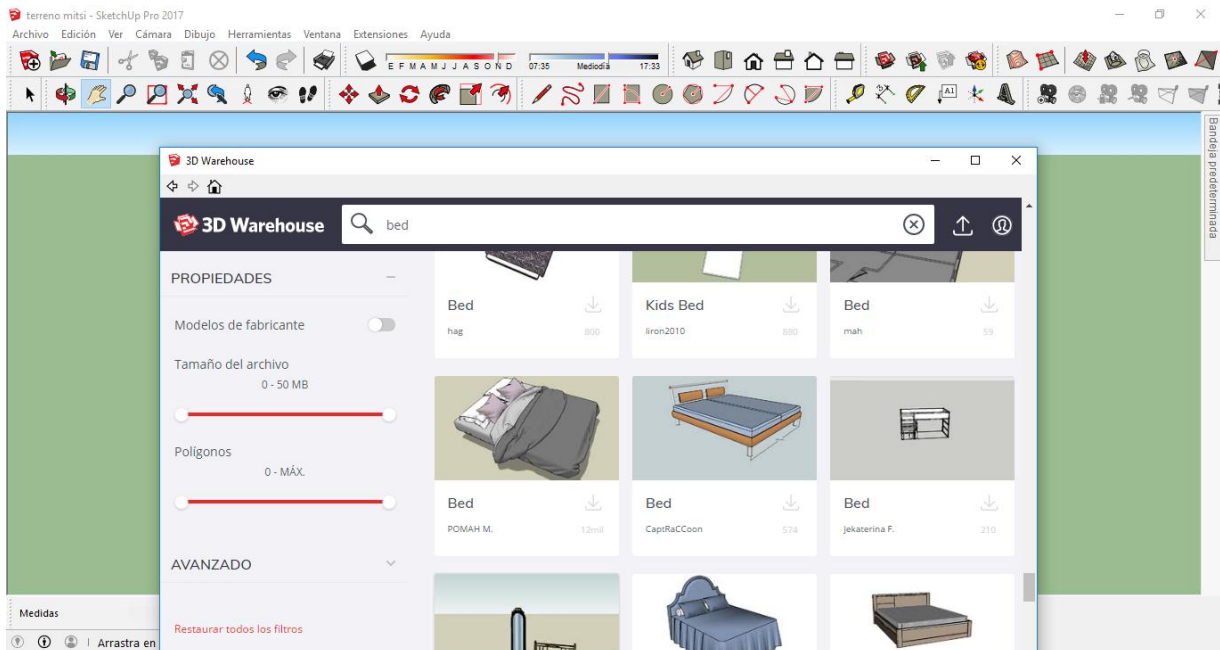 terreno mitsi - SketchUp Pro 2017
Archivo Edición Ver Cámara Dibujo Herramientas Ventana Extensiones Ayuda
E F M A M J J A S O N D 07:35 Mediodía 17:33
A1
Bandeja predeterminada
3D Warehouse
3D Warehouse bed
PROPIEDADES
Modelos de fabricante
Tamaño del archivo
0 - 50 MB
Polígonos
0 - MÁX.
AVANZADO
Restaurar todos los filtros
Bed Kids Bed Bed
hag 800 liron2010 880 mah 59
Bed Bed Bed
POMAH M. 12mil CaptRaCCoon 574 Jekaterina F. 210
Medidas
Arrastra en